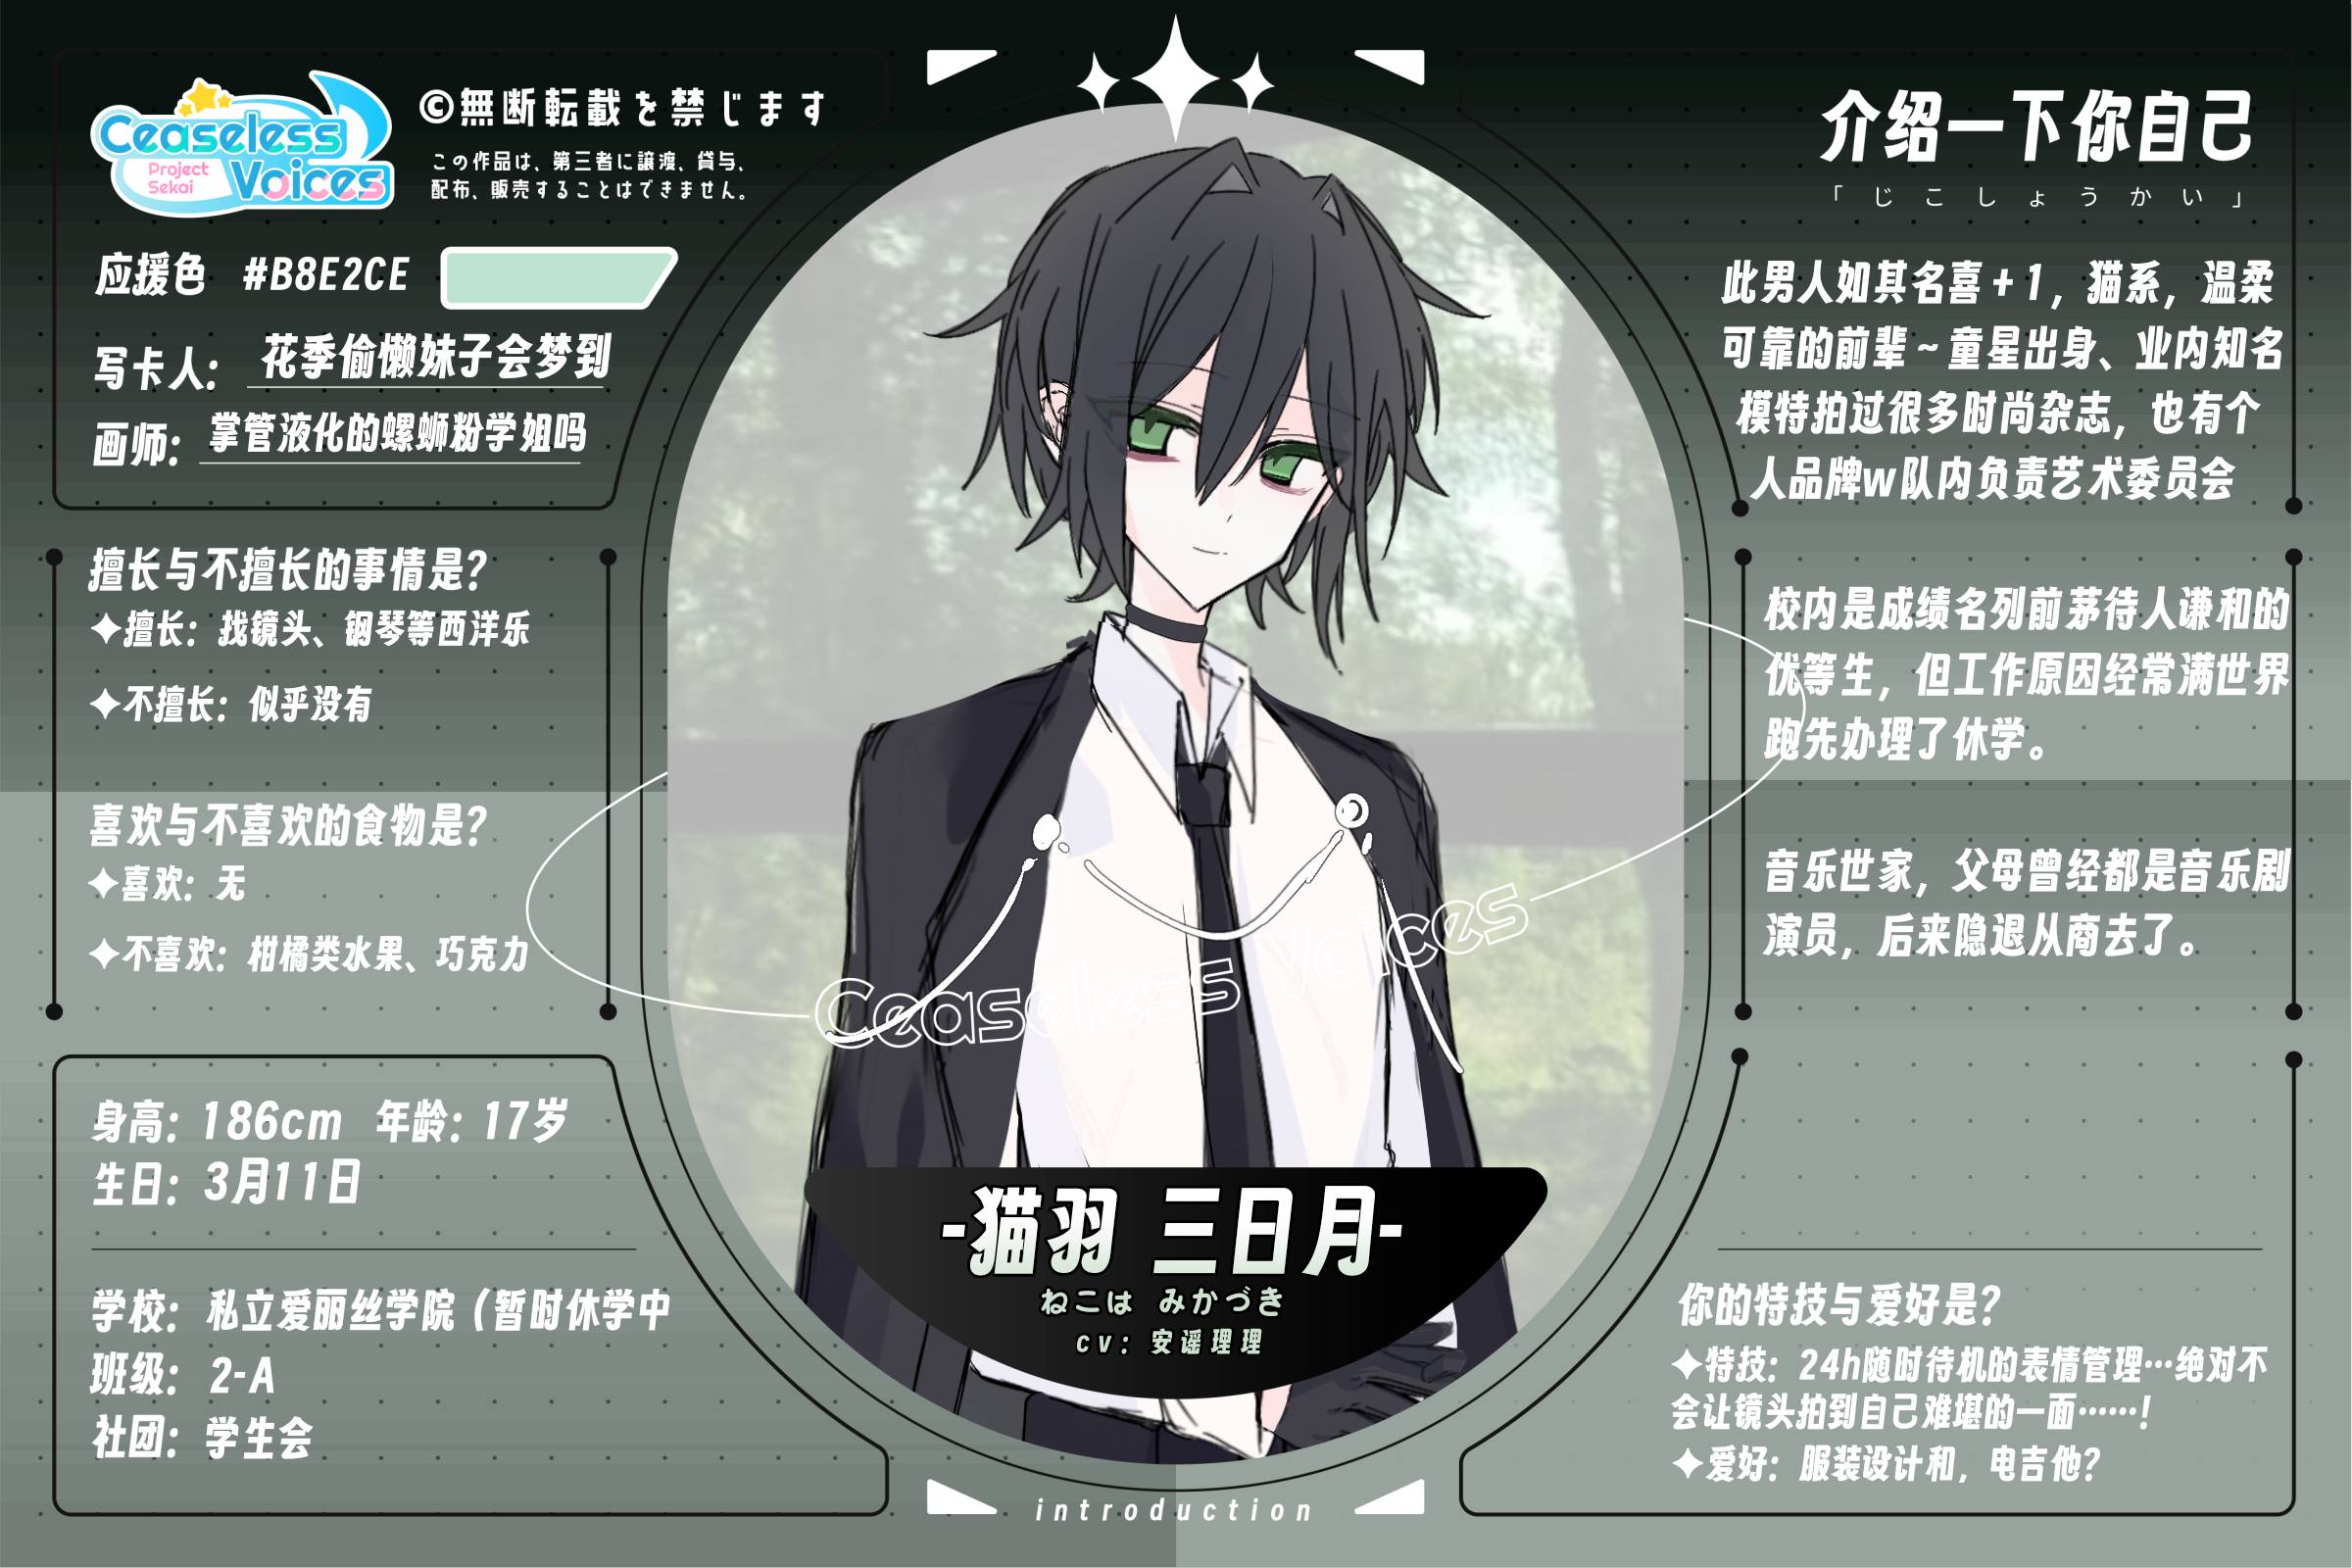 Ceaseless
Project
Sekai
Voices
©無断転載を禁じます
この作品は、第三者に譲渡、貸与、
配布、販売することはできません。
应援色 #B8E2CE
写卡人：花季偷懒妹子会梦到
画师：掌管液化的螺蛳粉学姐吗
擅长与不擅长的事情是？
✦擅长：找镜头、钢琴等西洋乐
✦不擅长：似乎没有
喜欢与不喜欢的食物是？
✦喜欢：无
✦不喜欢：柑橘类水果、巧克力
身高：186cm 年龄：17岁
生日：3月11日
学校：私立爱丽丝学院（暂时休学中
班级：2-A
社团：学生会
Ceaseless Voices
-猫羽 三日月-
ねこは みかづき
cv：安谣理理
introduction
介绍一下你自己
「じこしょうかい」
此男人如其名喜+1，猫系，温柔
可靠的前辈~童星出身、业内知名
模特拍过很多时尚杂志，也有个
人品牌w队内负责艺术委员会
校内是成绩名列前茅待人谦和的
优等生，但工作原因经常满世界
跑先办理了休学。
音乐世家，父母曾经都是音乐剧
演员，后来隐退从商去了。
你的特技与爱好是？
✦特技：24h随时待机的表情管理…绝对不
会让镜头拍到自己难堪的一面……！
✦爱好：服装设计和，电吉他？